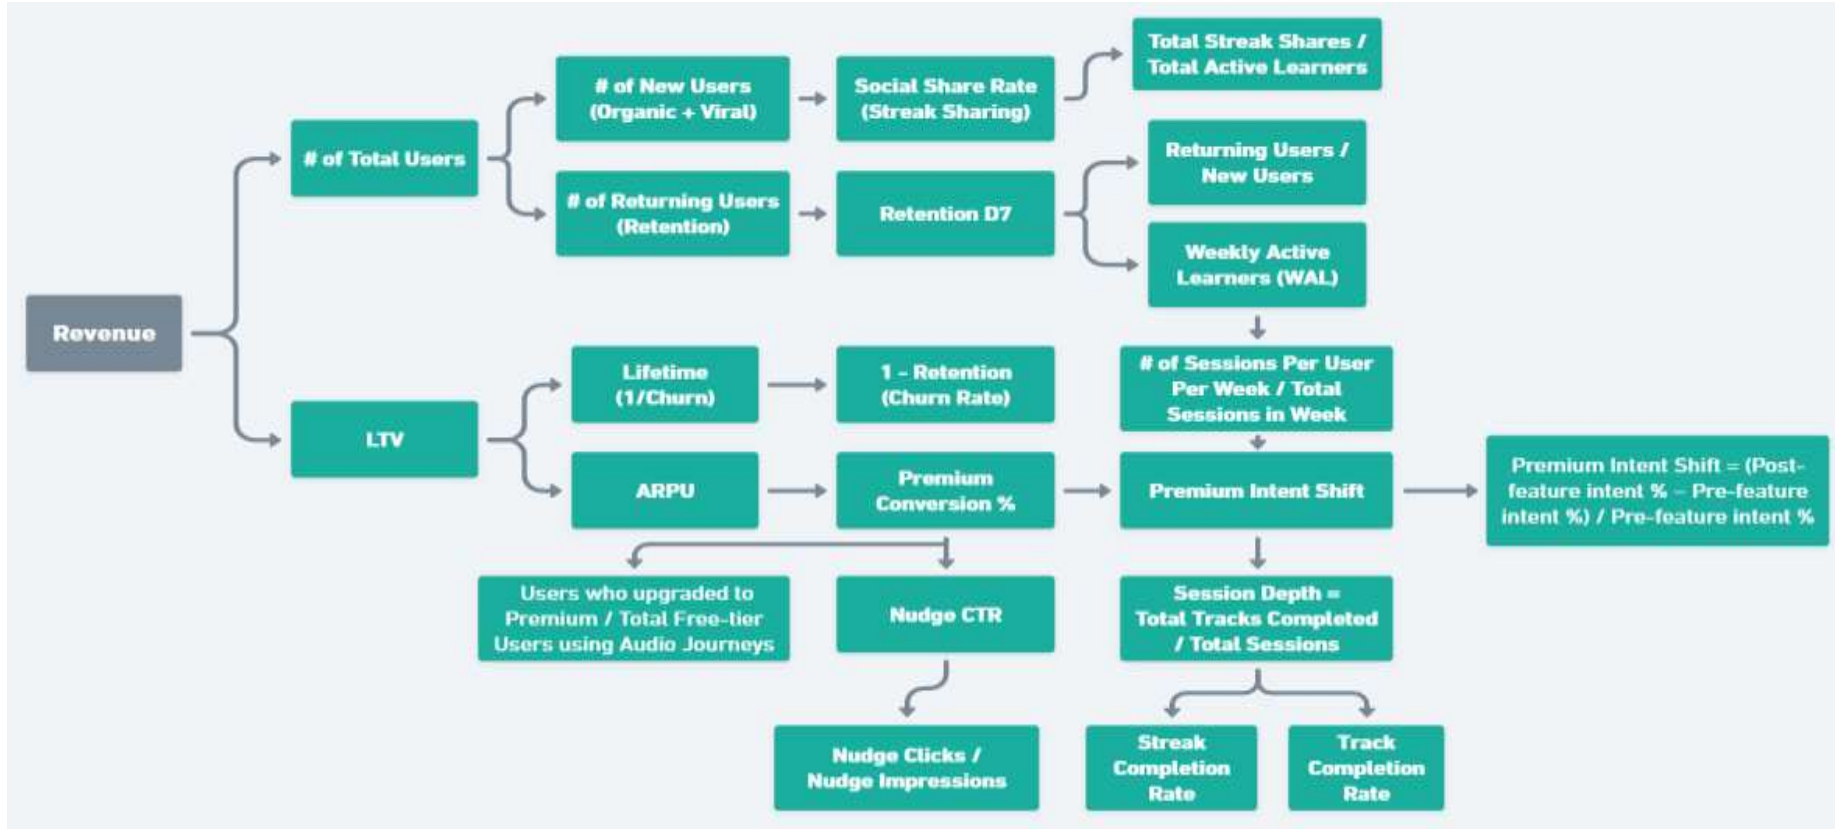 Total Streak Shares /
Total Active Learners
# of New Users
(Organic + Viral)
Social Share Rate
(Streak Sharing)
# of Total Users
Returning Users /
New Users
# of Returning Users
(Retention)
Retention D7
Weekly Active
Learners (WAL)
Revenue
Lifetime
(1/Churn)
1 - Retention
(Churn Rate)
# of Sessions Per User
Per Week / Total
Sessions in Week
LTV
ARPU
Premium
Conversion %
Premium Intent Shift
Premium Intent Shift = (Post-
feature intent % – Pre-feature
intent %) / Pre-feature intent %
Users who upgraded to
Premium / Total Free-tier
Users using Audio Journeys
Nudge CTR
Session Depth =
Total Tracks Completed
/ Total Sessions
Nudge Clicks /
Nudge Impressions
Streak
Completion
Rate
Track
Completion
Rate